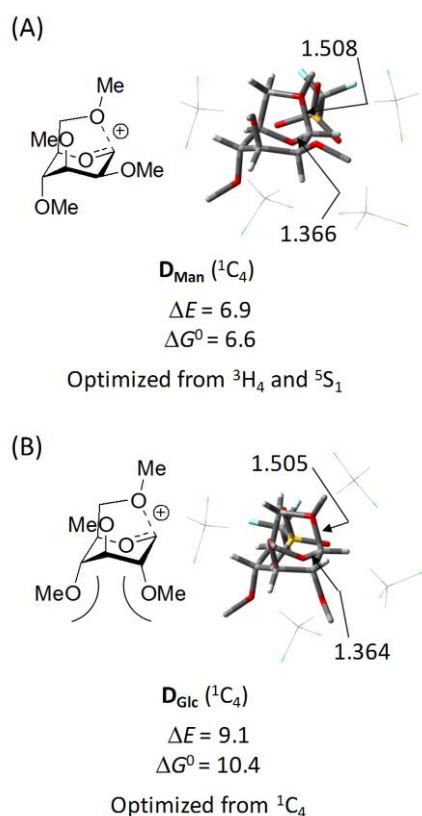 (A)
Me
O
MeO
O
OMe
OMe
⊕
1.508
1.366
D_Man (¹C₄)
ΔE = 6.9
ΔG⁰ = 6.6
Optimized from ³H₄ and ⁵S₁
(B)
Me
O
MeO
O
MeO
OMe
⊕
1.505
1.364
D_Glc (¹C₄)
ΔE = 9.1
ΔG⁰ = 10.4
Optimized from ¹C₄